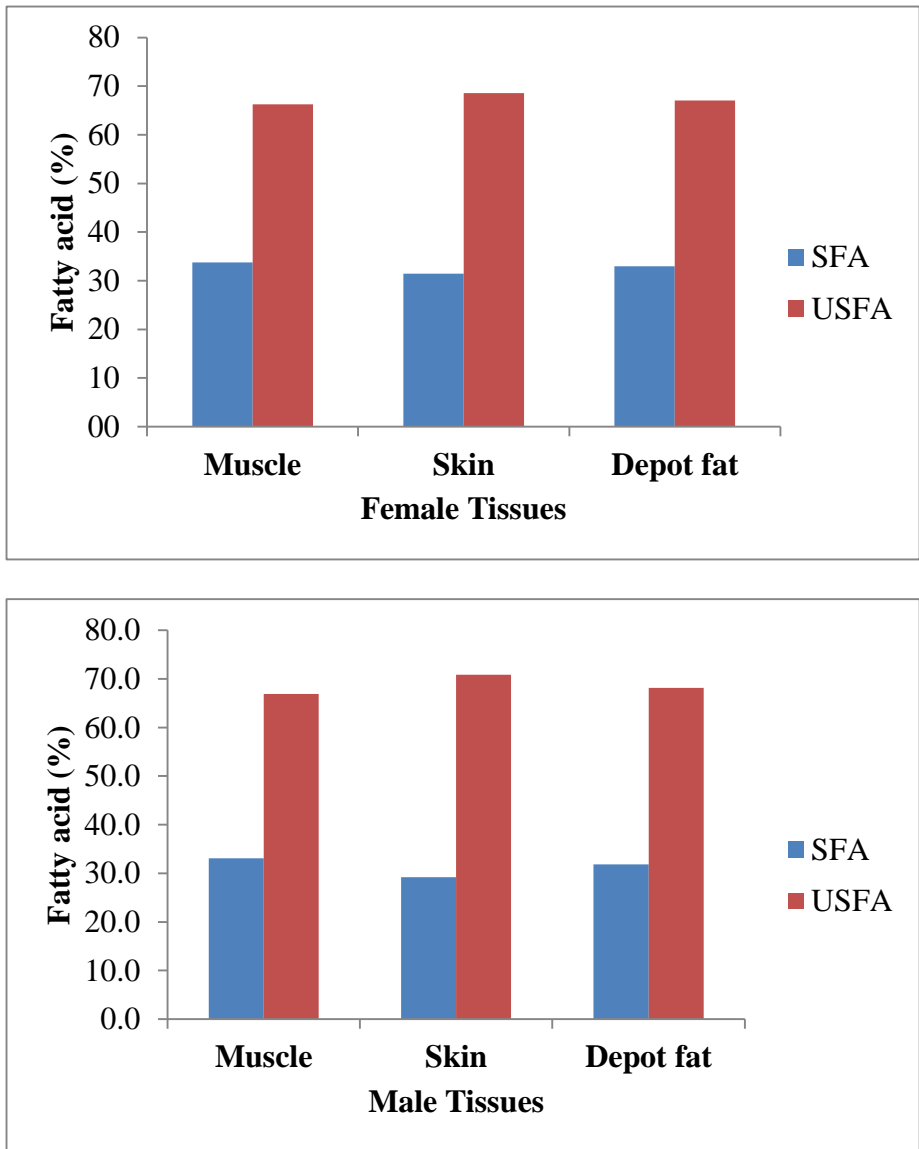 80
70
60
50
40
30
20
10
00
Fatty acid (%)
Muscle Skin Depot fat
Female Tissues
SFA
USFA
80.0
70.0
60.0
50.0
40.0
30.0
20.0
10.0
0.0
Fatty acid (%)
Muscle Skin Depot fat
Male Tissues
SFA
USFA